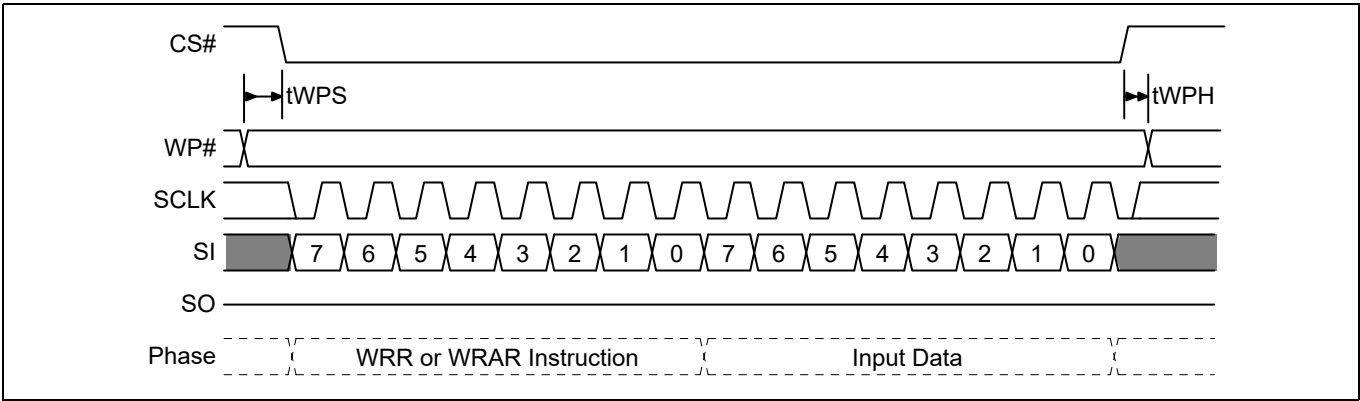 CS#
tWPS
tWPH
WP#
SCLK
SI 7 6 5 4 3 2 1 0 7 6 5 4 3 2 1 0
SO
Phase WRR or WRAR Instruction Input Data